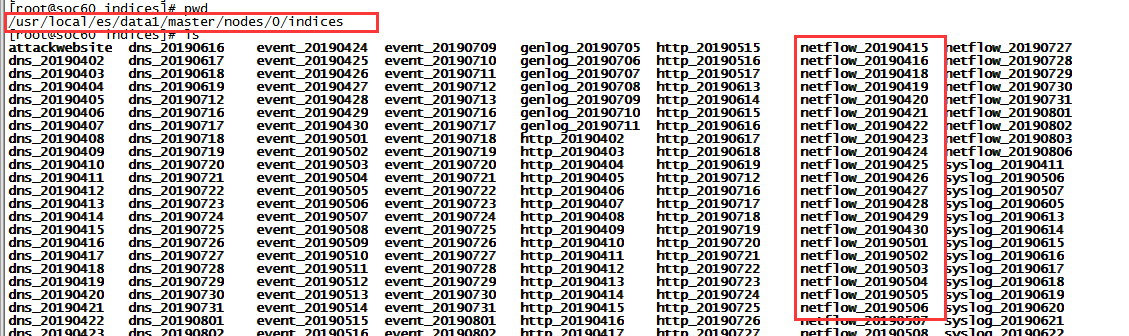 [root@soc60 indices]# pwd
/usr/local/es/data1/master/nodes/0/indices
[root@soc60 indices]# ls
attackwebsite dns_20190616 event_20190424 event_20190709 genlog_20190705 http_20190515 netflow_20190415 netflow_20190727
dns_20190402 dns_20190617 event_20190425 event_20190710 genlog_20190706 http_20190516 netflow_20190416 netflow_20190728
dns_20190403 dns_20190618 event_20190426 event_20190711 genlog_20190707 http_20190517 netflow_20190418 netflow_20190729
dns_20190404 dns_20190619 event_20190427 event_20190712 genlog_20190708 http_20190613 netflow_20190419 netflow_20190730
dns_20190405 dns_20190712 event_20190428 event_20190713 genlog_20190709 http_20190614 netflow_20190420 netflow_20190731
dns_20190406 dns_20190716 event_20190429 event_20190716 genlog_20190710 http_20190615 netflow_20190421 netflow_20190801
dns_20190407 dns_20190717 event_20190430 event_20190717 genlog_20190711 http_20190616 netflow_20190422 netflow_20190802
dns_20190408 dns_20190718 event_20190501 event_20190718 http_20190402 http_20190617 netflow_20190423 netflow_20190803
dns_20190409 dns_20190719 event_20190502 event_20190719 http_20190403 http_20190618 netflow_20190424 netflow_20190806
dns_20190410 dns_20190720 event_20190503 event_20190720 http_20190404 http_20190619 netflow_20190425 syslog_20190411
dns_20190411 dns_20190721 event_20190504 event_20190721 http_20190405 http_20190712 netflow_20190426 syslog_20190506
dns_20190412 dns_20190722 event_20190505 event_20190722 http_20190406 http_20190716 netflow_20190427 syslog_20190507
dns_20190413 dns_20190723 event_20190506 event_20190723 http_20190407 http_20190717 netflow_20190428 syslog_20190605
dns_20190414 dns_20190724 event_20190507 event_20190724 http_20190408 http_20190718 netflow_20190429 syslog_20190613
dns_20190415 dns_20190725 event_20190508 event_20190725 http_20190409 http_20190719 netflow_20190430 syslog_20190614
dns_20190416 dns_20190726 event_20190509 event_20190726 http_20190410 http_20190720 netflow_20190501 syslog_20190615
dns_20190417 dns_20190727 event_20190510 event_20190727 http_20190411 http_20190721 netflow_20190502 syslog_20190616
dns_20190418 dns_20190728 event_20190511 event_20190728 http_20190412 http_20190722 netflow_20190503 syslog_20190617
dns_20190419 dns_20190729 event_20190512 event_20190729 http_20190413 http_20190723 netflow_20190504 syslog_20190618
dns_20190420 dns_20190730 event_20190513 event_20190730 http_20190414 http_20190724 netflow_20190505 syslog_20190619
dns_20190421 dns_20190731 event_20190514 event_20190731 http_20190415 http_20190725 netflow_20190506 syslog_20190620
dns_20190422 dns_20190801 event_20190515 event_20190801 http_20190416 http_20190726 netflow_20190507 syslog_20190621
dns_20190423 dns_20190802 event_20190516 event_20190802 http_20190417 http_20190727 netflow_20190508 syslog_20190622